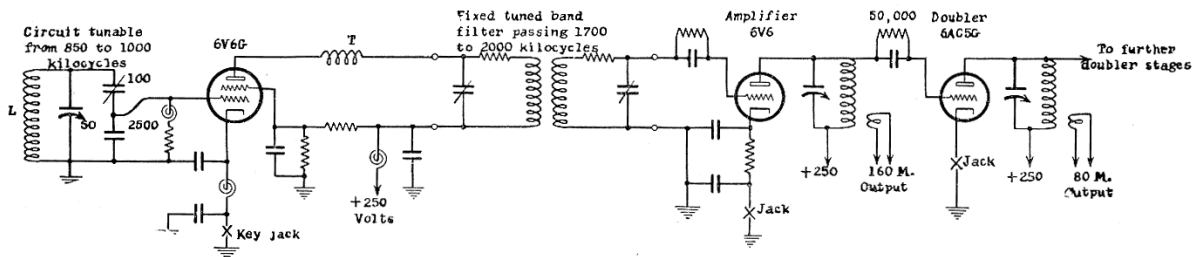 Circuit tunable
from 850 to 1000
kilocycles
L
50
100
2500
6V6G
Key jack
T
+250
Volts
Fixed tuned band
filter passing 1700
to 2000 kilocycles
Amplifier
6V6
Jack
+250
160 M.
Output
50,000
Doubler
6AC5G
Jack
+250
80 M.
Output
To further
doubler stages